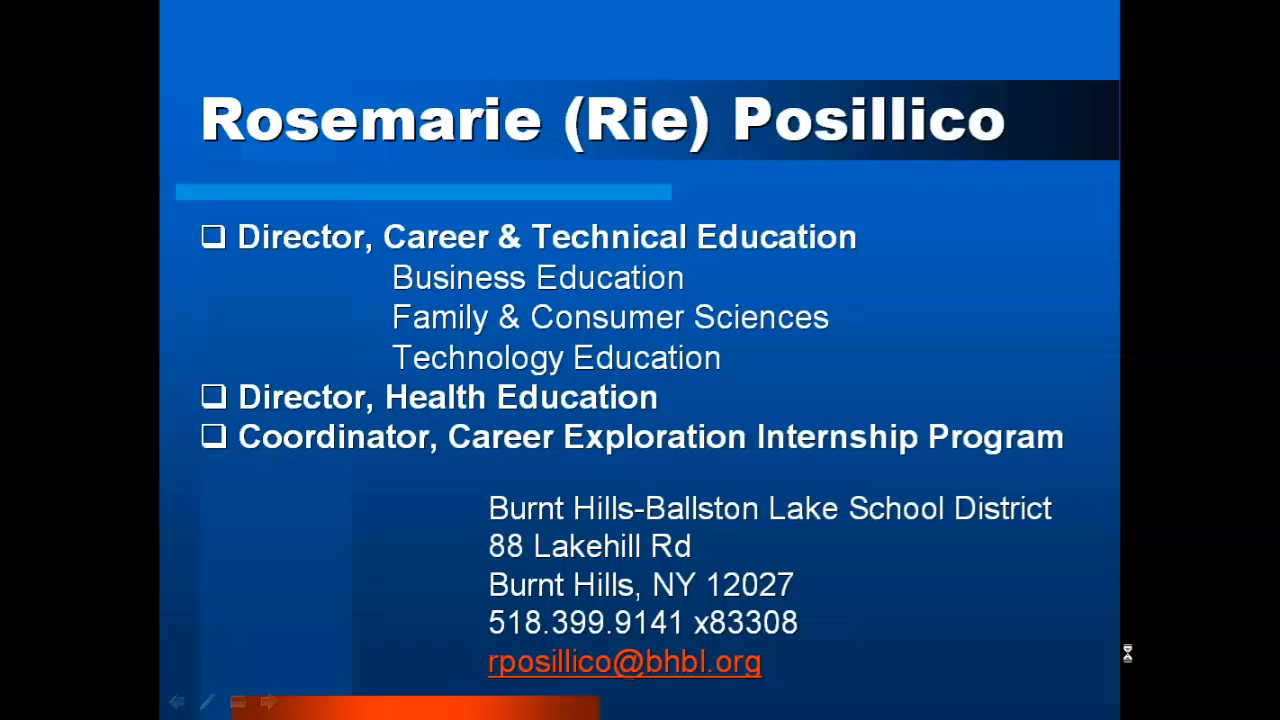 Rosemarie (Rie) Posillico
Director, Career & Technical Education
Business Education
Family & Consumer Sciences
Technology Education
Director, Health Education
Coordinator, Career Exploration Internship Program
Burnt Hills-Ballston Lake School District
88 Lakehill Rd
Burnt Hills, NY 12027
518.399.9141 x83308
rposillico@bhbl.org